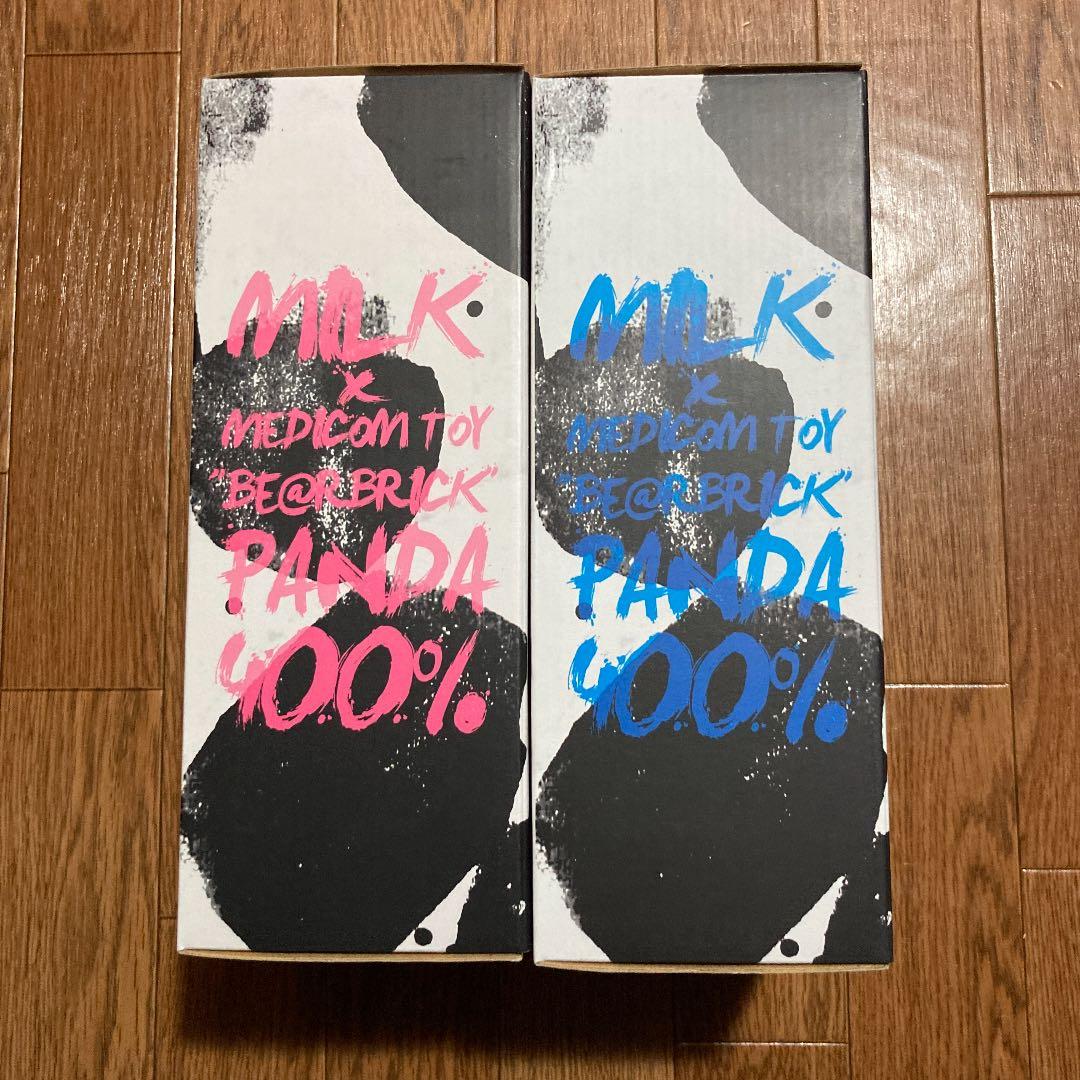 MILK
x
MEDICOM TOY
"BE@RBRICK"
PANDA
400%
MILK
x
MEDICOM TOY
"BE@RBRICK"
PANDA
400%